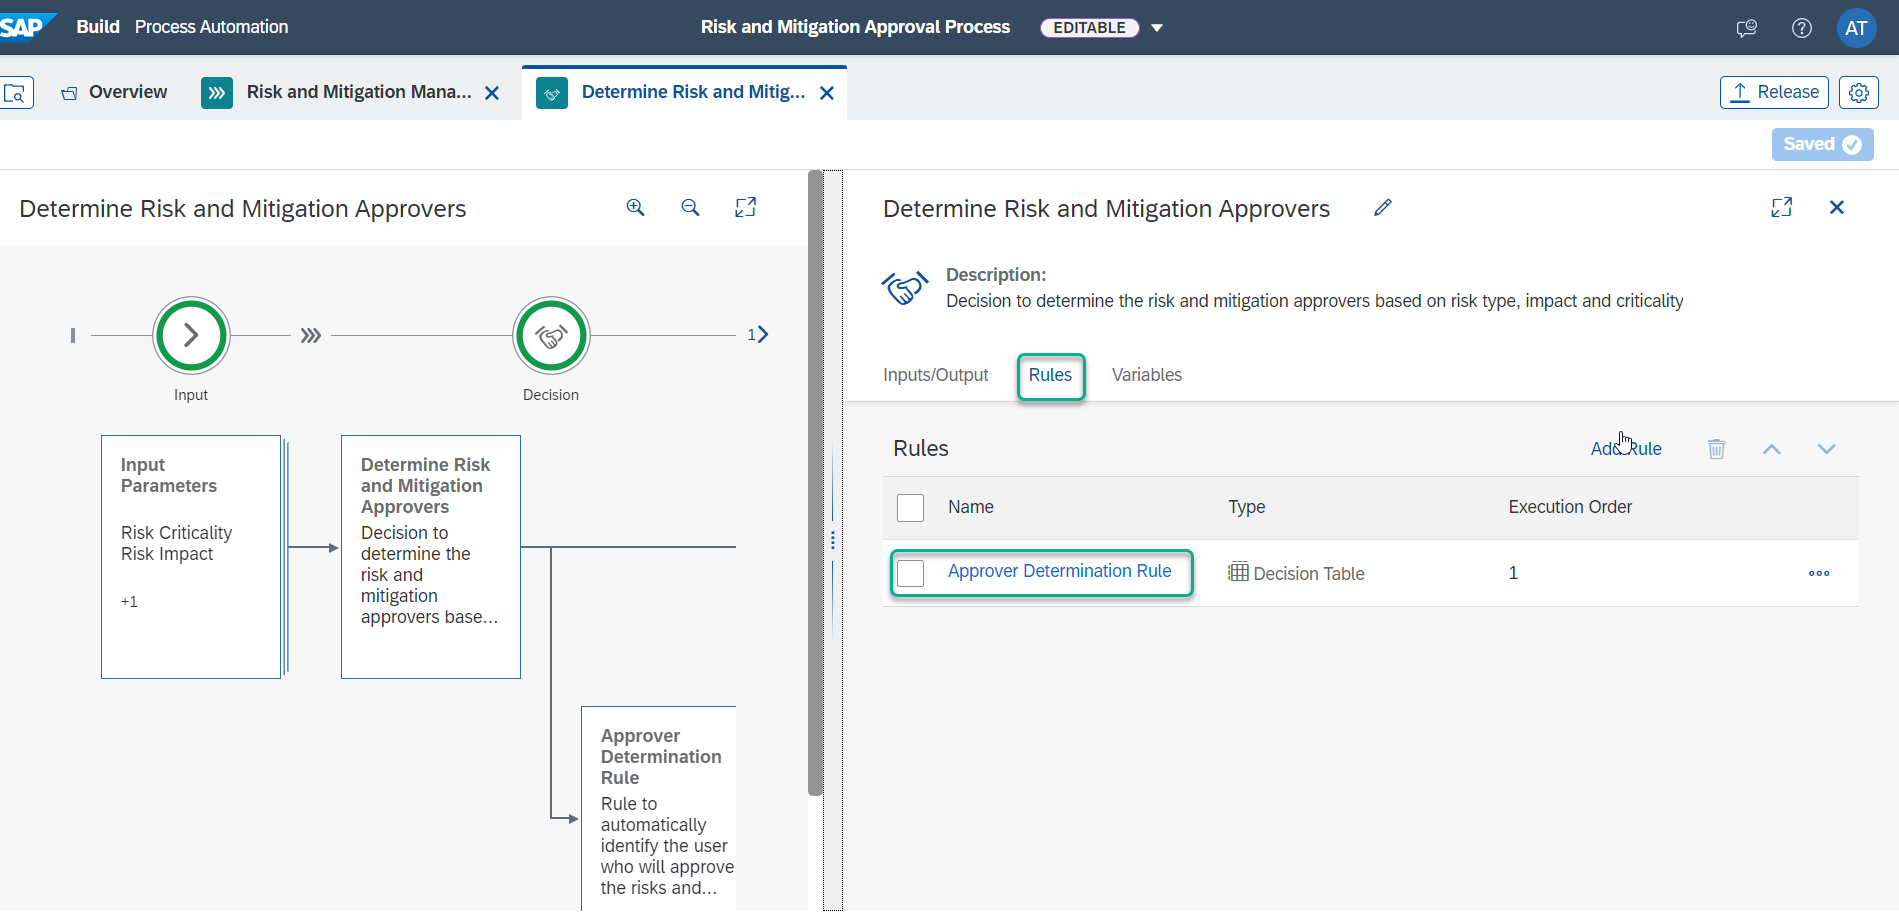 SAP Build Process Automation
Risk and Mitigation Approval Process EDITABLE
AT
Overview
Risk and Mitigation Mana...
Determine Risk and Mitig...
Release
Saved
Determine Risk and Mitigation Approvers
1
Input
Decision
Input
Parameters
Risk Criticality
Risk Impact
+1
Determine Risk
and Mitigation
Approvers
Decision to
determine the
risk and
mitigation
approvers base...
Approver
Determination
Rule
Rule to
automatically
identify the user
who will approve
the risks and...
Determine Risk and Mitigation Approvers
Description:
Decision to determine the risk and mitigation approvers based on risk type, impact and criticality
Inputs/Output Rules Variables
Rules
Add Rule
Name Type Execution Order
Approver Determination Rule Decision Table 1